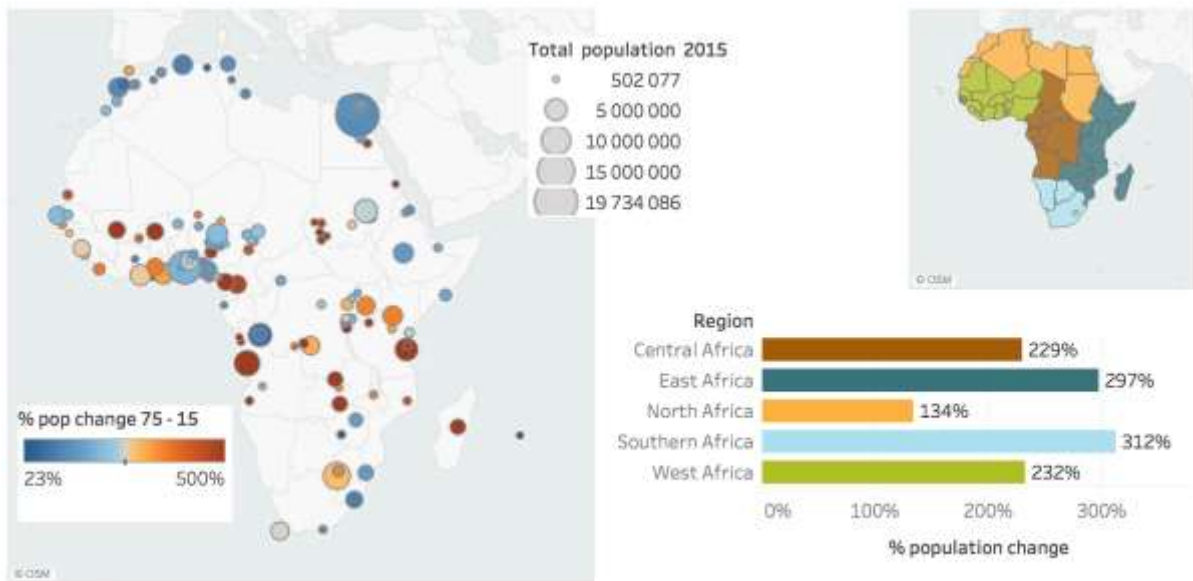 Total population 2015
502 077
5 000 000
10 000 000
15 000 000
19 734 086
% pop change 75 - 15
23%
500%
© OSM
© OSM
Region
Central Africa
229%
East Africa
297%
North Africa
134%
Southern Africa
312%
West Africa
232%
0%
100%
200%
300%
% population change